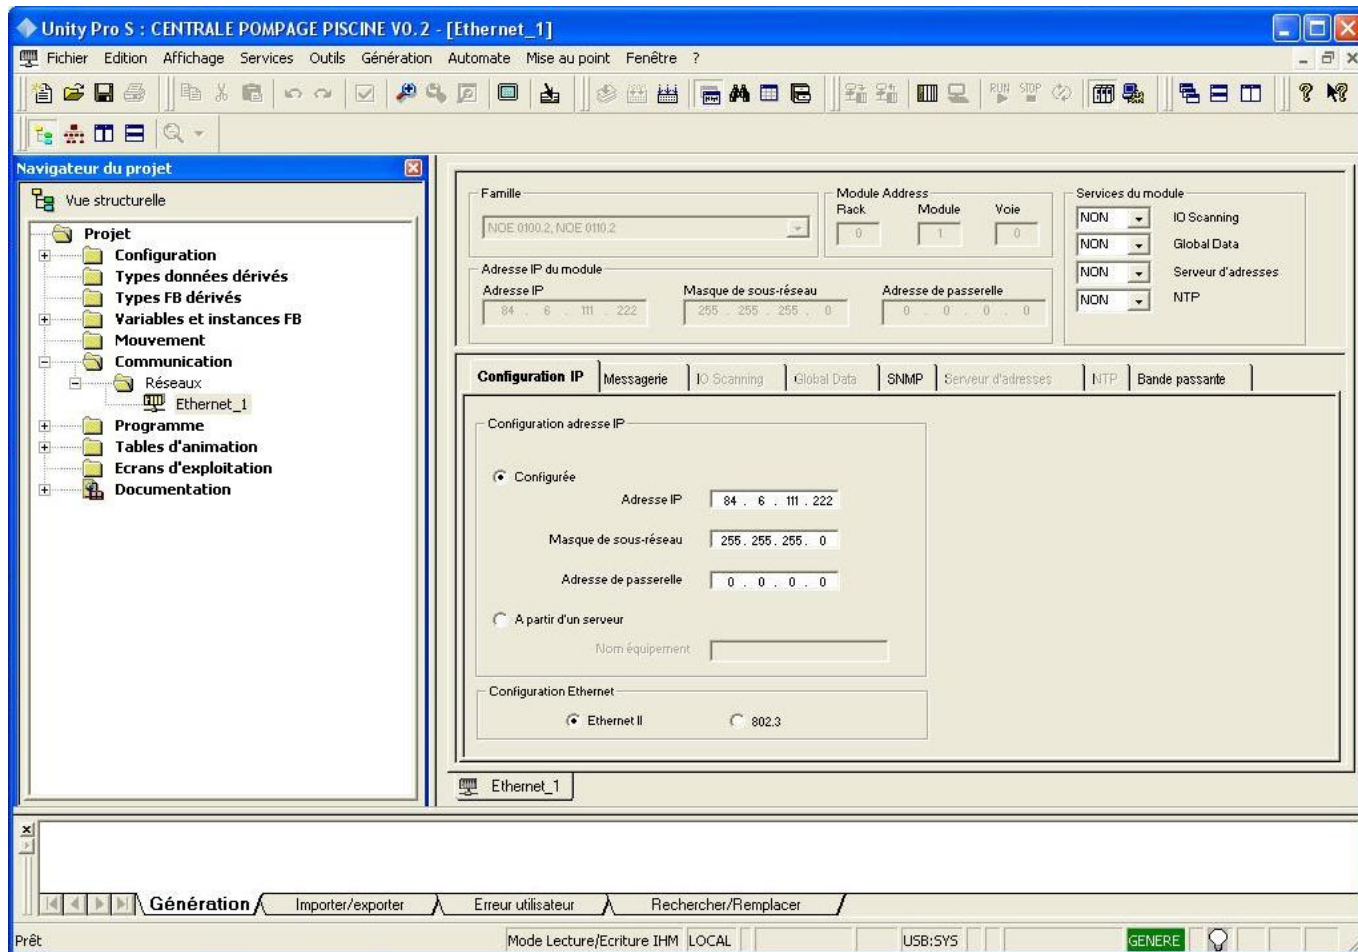 Unity Pro S : CENTRALE POMPAGE PISCINE V0.2 - [Ethernet_1]
Fichier Edition Affichage Services Outils Génération Automate Mise au point Fenêtre ?
RUN STOP
Navigateur du projet
Vue structurelle
Projet
Configuration
Types données dérivés
Types FB dérivés
Variables et instances FB
Mouvement
Communication
Réseaux
Ethernet_1
Programme
Tables d'animation
Ecrans d'exploitation
Documentation
Famille
NOE 0100.2, NOE 0110.2
Module Address
Rack Module Voie
0 1 0
Adresse IP du module
Adresse IP Masque de sous-réseau Adresse de passerelle
84 . 6 . 111 . 222 255 . 255 . 255 . 0 0 . 0 . 0 . 0
Services du module
NON IO Scanning
NON Global Data
NON Serveur d'adresses
NON NTP
Configuration IP Messagerie IO Scanning Global Data SNMP Serveur d'adresses NTP Bande passante
Configuration adresse IP
Configurée
Adresse IP 84 . 6 . 111 . 222
Masque de sous-réseau 255 . 255 . 255 . 0
Adresse de passerelle 0 . 0 . 0 . 0
A partir d'un serveur
Nom équipement
Configuration Ethernet
Ethernet II 802.3
Ethernet_1
Génération Importer/exporter Erreur utilisateur Rechercher/Remplacer
Prêt Mode Lecture/Ecriture IHM LOCAL USB:SYS GENERE